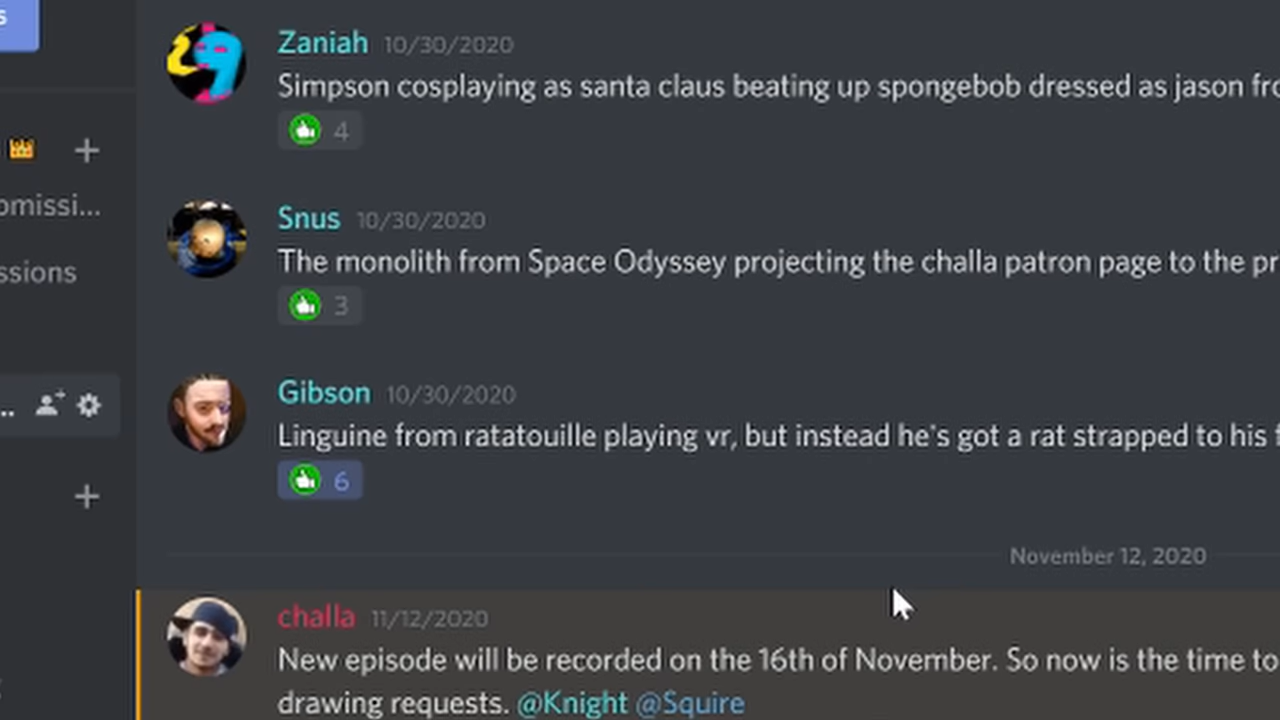 s
Zaniah 10/30/2020
Simpson cosplaying as santa claus beating up spongebob dressed as jason fro
4
omissi...
Snus 10/30/2020
ssions
The monolith from Space Odyssey projecting the challa patron page to the pr
3
Gibson 10/30/2020
Linguine from ratatouille playing vr, but instead he's got a rat strapped to his f
6
November 12, 2020
challa 11/12/2020
New episode will be recorded on the 16th of November. So now is the time to
drawing requests. @Knight @Squire